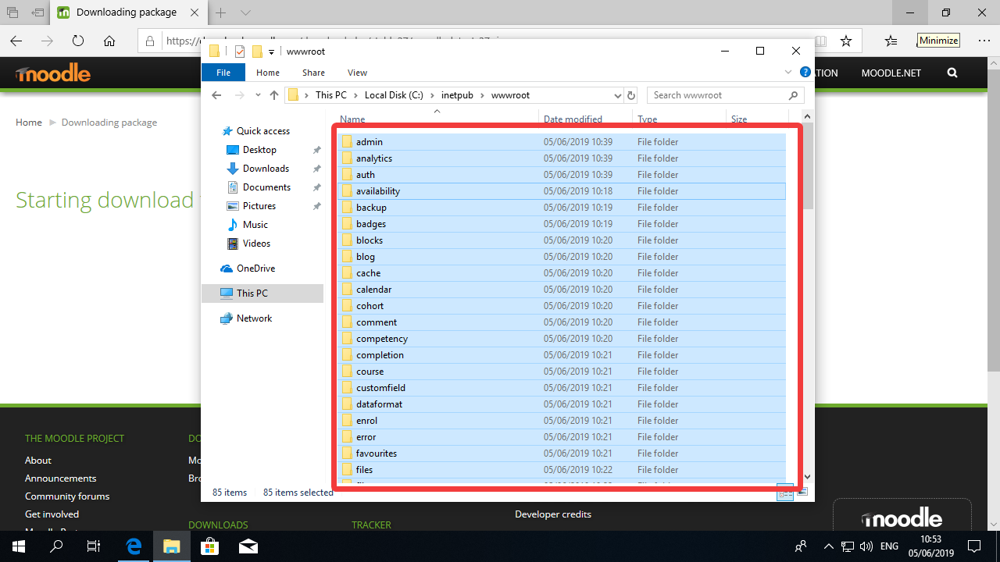 Downloading package
Minimize
wwwroot
File Home Share View
This PC Local Disk (C:) inetpub wwwroot
Search wwwroot
moodle
MOODLE.NET
Home Downloading package
Starting download
Quick access
Desktop
Downloads
Documents
Pictures
Music
Videos
OneDrive
This PC
Network
Name Date modified Type Size
admin 05/06/2019 10:39 File folder
analytics 05/06/2019 10:39 File folder
auth 05/06/2019 10:39 File folder
availability 05/06/2019 10:18 File folder
backup 05/06/2019 10:19 File folder
badges 05/06/2019 10:19 File folder
blocks 05/06/2019 10:20 File folder
blog 05/06/2019 10:20 File folder
cache 05/06/2019 10:20 File folder
calendar 05/06/2019 10:20 File folder
cohort 05/06/2019 10:20 File folder
comment 05/06/2019 10:20 File folder
competency 05/06/2019 10:20 File folder
completion 05/06/2019 10:21 File folder
course 05/06/2019 10:21 File folder
customfield 05/06/2019 10:21 File folder
dataformat 05/06/2019 10:21 File folder
enrol 05/06/2019 10:21 File folder
error 05/06/2019 10:21 File folder
favourites 05/06/2019 10:21 File folder
files 05/06/2019 10:22 File folder
85 items 85 items selected
THE MOODLE PROJECT
About
Announcements
Community forums
Get involved
DOWNLOADS
TRACKER
Developer credits
moodle
ENG
10:53
05/06/2019